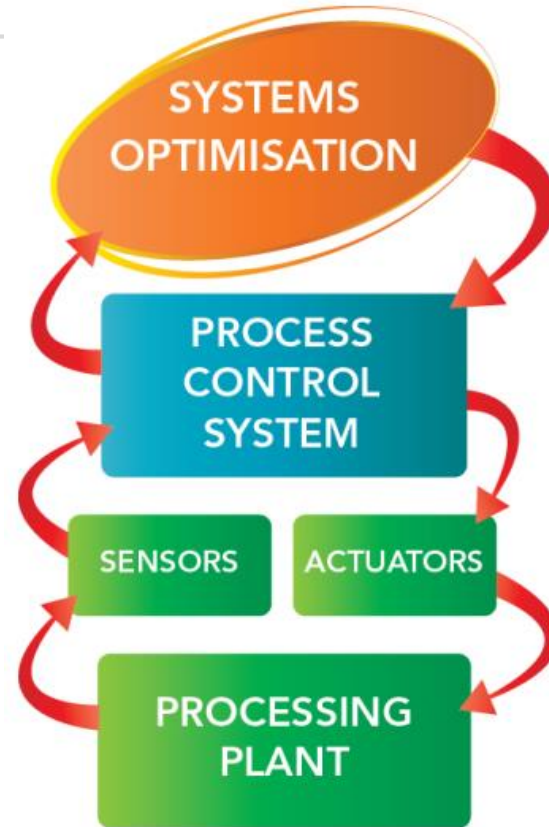 SYSTEMS
OPTIMISATION
PROCESS
CONTROL
SYSTEM
SENSORS
ACTUATORS
PROCESSING
PLANT